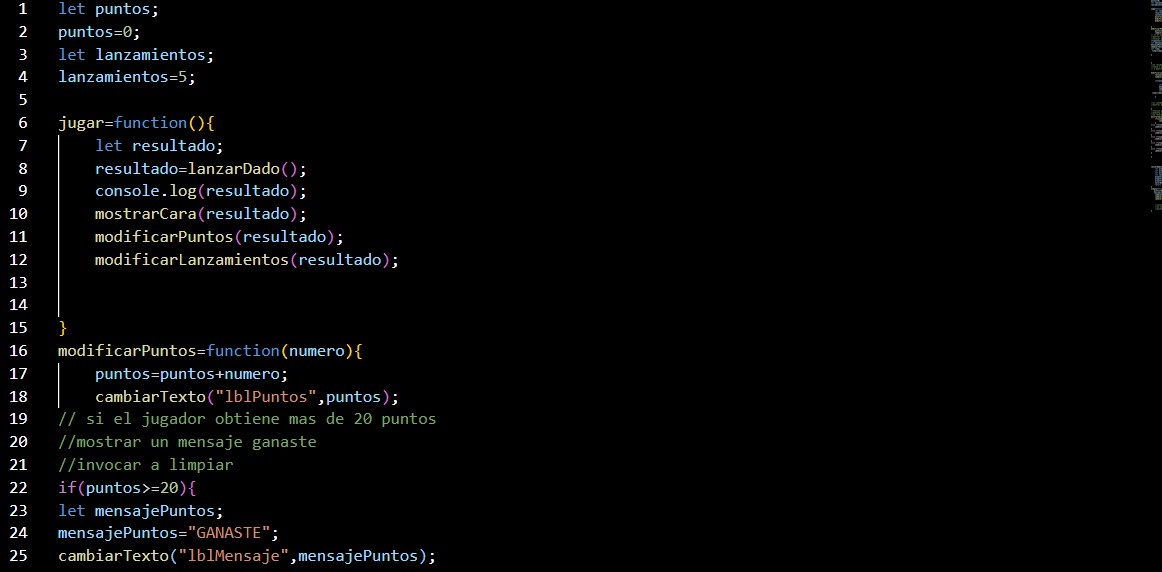 1 let puntos;
2 puntos=0;
3 let lanzamientos;
4 lanzamientos=5;
5
6 jugar=function(){
7 let resultado;
8 resultado=lanzarDado();
9 console.log(resultado);
10 mostrarCara(resultado);
11 modificarPuntos(resultado);
12 modificarLanzamientos(resultado);
13
14
15 }
16 modificarPuntos=function(numero){
17 puntos=puntos+numero;
18 cambiarTexto("lblPuntos",puntos);
19 // si el jugador obtiene mas de 20 puntos
20 //mostrar un mensaje ganaste
21 //invocar a limpiar
22 if(puntos>=20){
23 let mensajePuntos;
24 mensajePuntos="GANASTE";
25 cambiarTexto("lblMensaje",mensajePuntos);